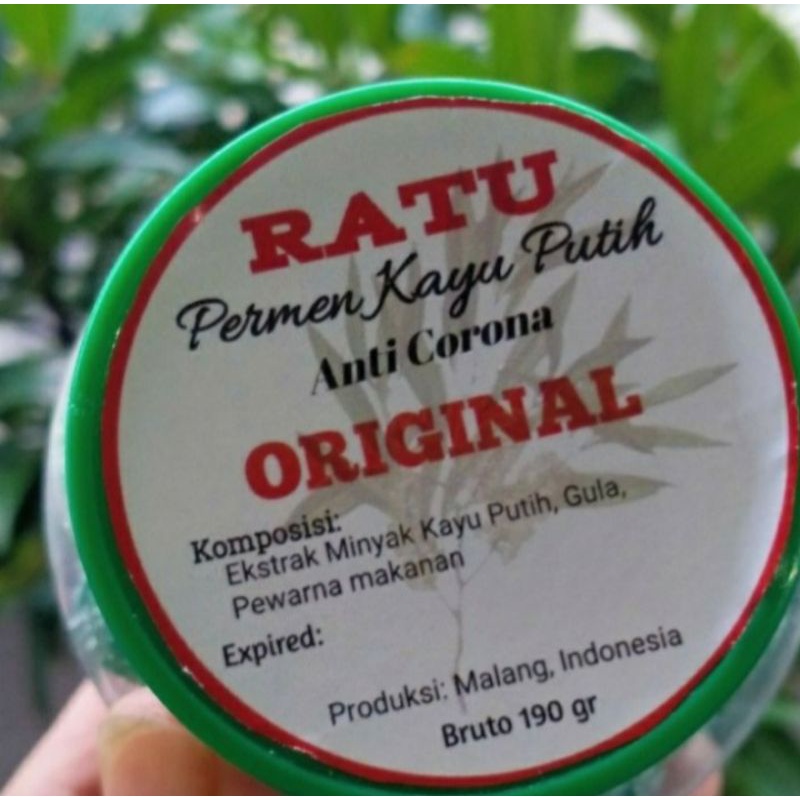 RATU
Permen Kayu Putih
Anti Corona
ORIGINAL
Komposisi:
Ekstrak Minyak Kayu Putih, Gula,
Pewarna makanan
Expired:
Produksi: Malang, Indonesia
Bruto 190 gr